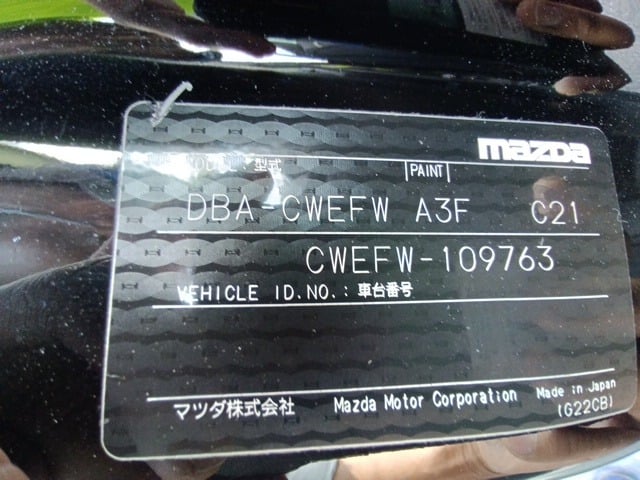 mazda
MODEL 型式 PAINT
DBA-CWEFW A3F C21
CWEFW-109763
VEHICLE ID.NO.:車台番号
マツダ株式会社 Mazda Motor Corporation Made in Japan
(G22CB)